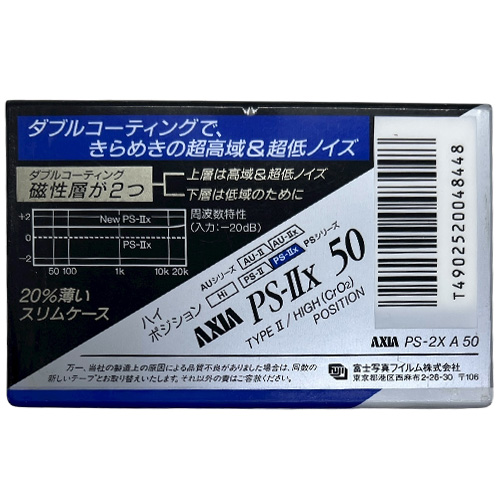 ダブルコーティングで、
きらめきの超高域&超低ノイズ
ダブルコーティング
磁性層が2つ
上層は高域&超低ノイズ
下層は低域のために
+2
0
-2
New PS-IIx
PS-IIx
50 100 1k 10k 20k
周波数特性
(入力:-20dB)
20%薄い
スリムケース
ハイ
ポジション
AUシリーズ AU-II AU-IIx
Hi PS-II PS-IIx PSシリーズ
AXIA PS-IIx 50
TYPE II/HIGH (CrO2)
POSITION
T4902520048448
AXIA PS-2X A 50
万一、当社の製造上の原因による品質不良がありました場合は、同数の
新しいテープとお取り替えいたします。それ以外の責はご容赦ください。
FUJI
富士写真フイルム株式会社
東京都港区西麻布2-26-30 〒106